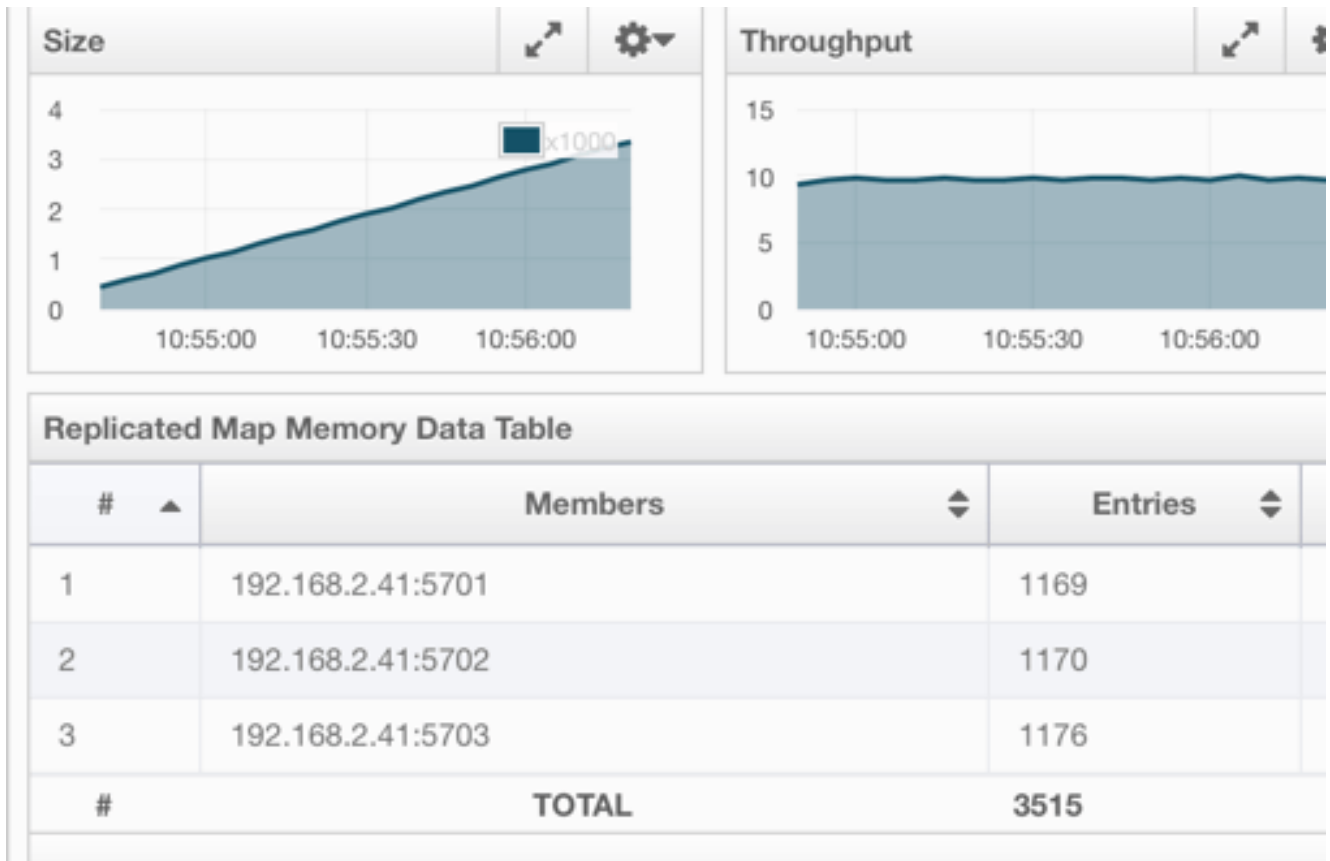 Size
Throughput
4
3
2
1
0
x1000
10:55:00 10:55:30 10:56:00
15
10
5
0
10:55:00 10:55:30 10:56:00
Replicated Map Memory Data Table
# Members Entries
1 192.168.2.41:5701 1169
2 192.168.2.41:5702 1170
3 192.168.2.41:5703 1176
# TOTAL 3515